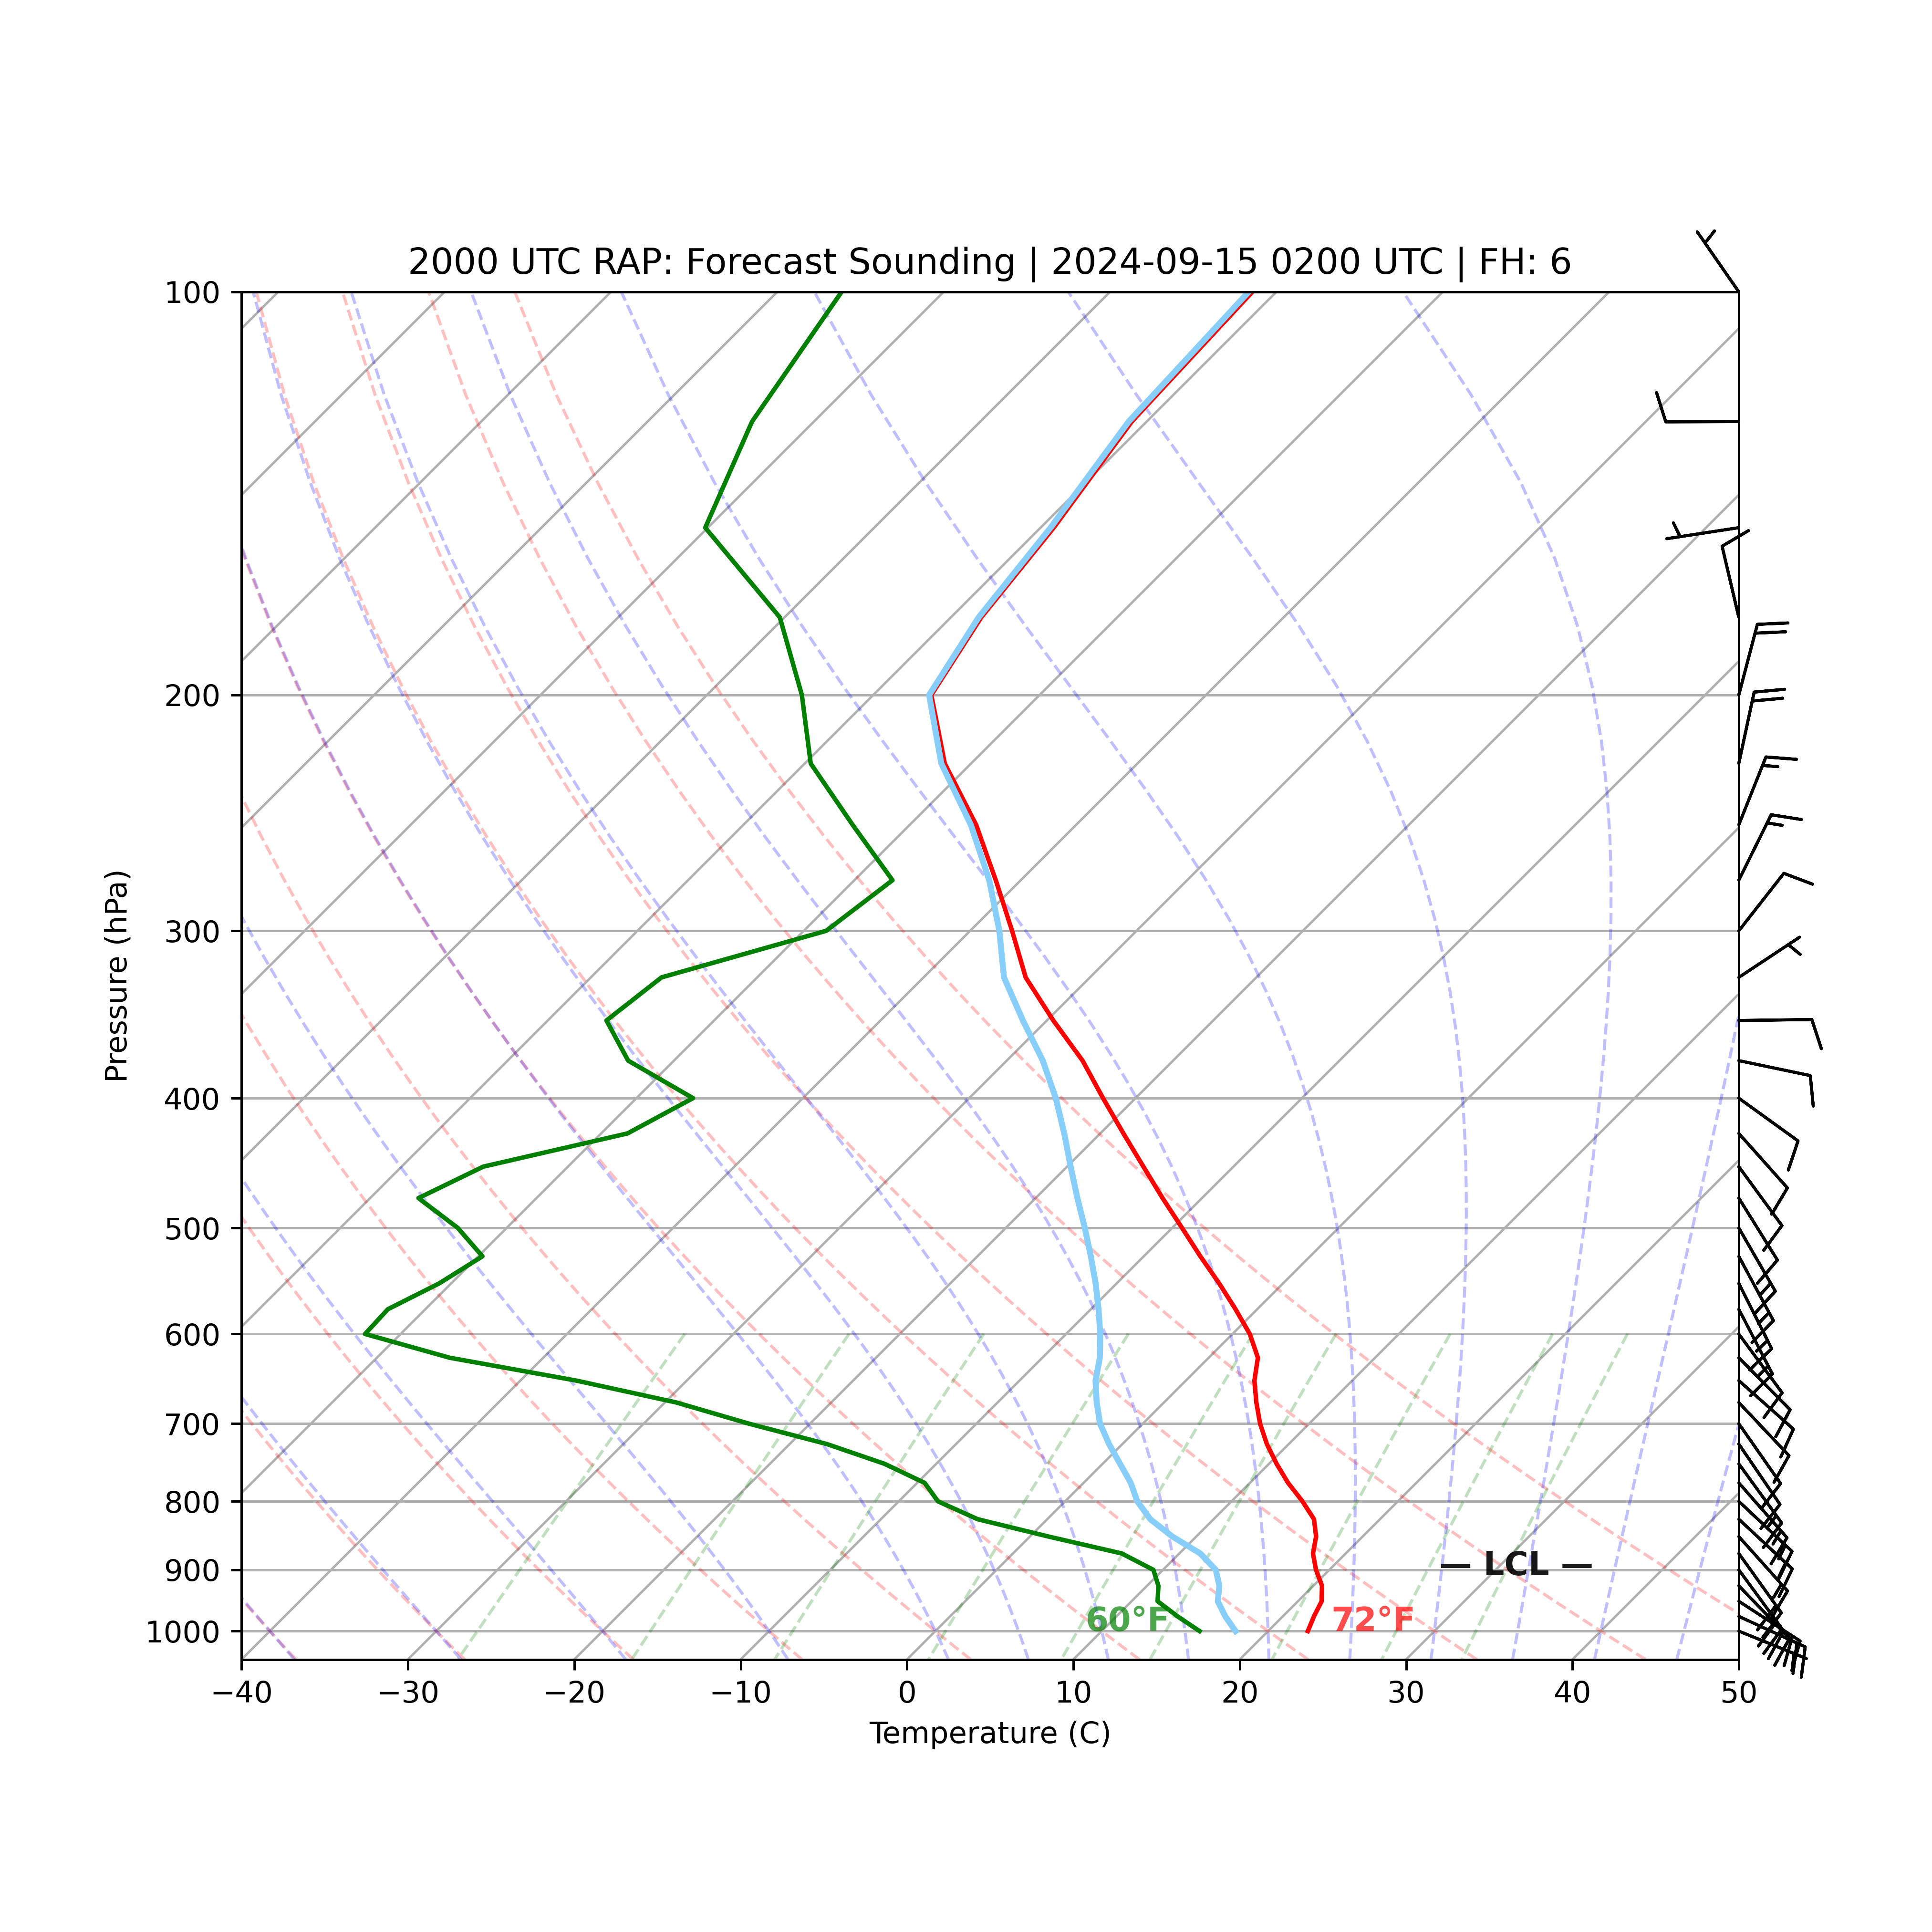 2000 UTC RAP: Forecast Sounding | 2024-09-15 0200 UTC | FH: 6
100
200
300
400
500
600
700
800
900
1000
Pressure (hPa)
— LCL —
60°F
72°F
−40 −30 −20 −10 0 10 20 30 40 50
Temperature (C)